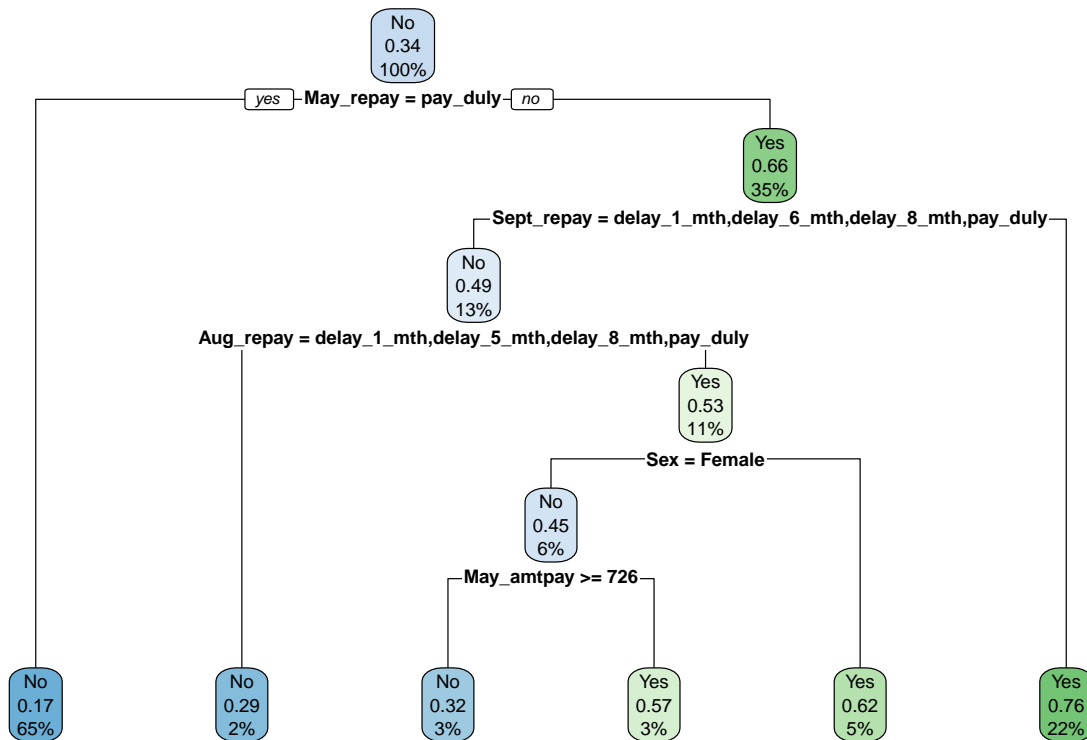 No
0.34
100%
yes May_repay = pay_duly no
Yes
0.66
35%
Sept_repay = delay_1_mth,delay_6_mth,delay_8_mth,pay_duly
No
0.49
13%
Aug_repay = delay_1_mth,delay_5_mth,delay_8_mth,pay_duly
Yes
0.53
11%
Sex = Female
No
0.45
6%
May_amtpay >= 726
No
0.17
65%
No
0.29
2%
No
0.32
3%
Yes
0.57
3%
Yes
0.62
5%
Yes
0.76
22%